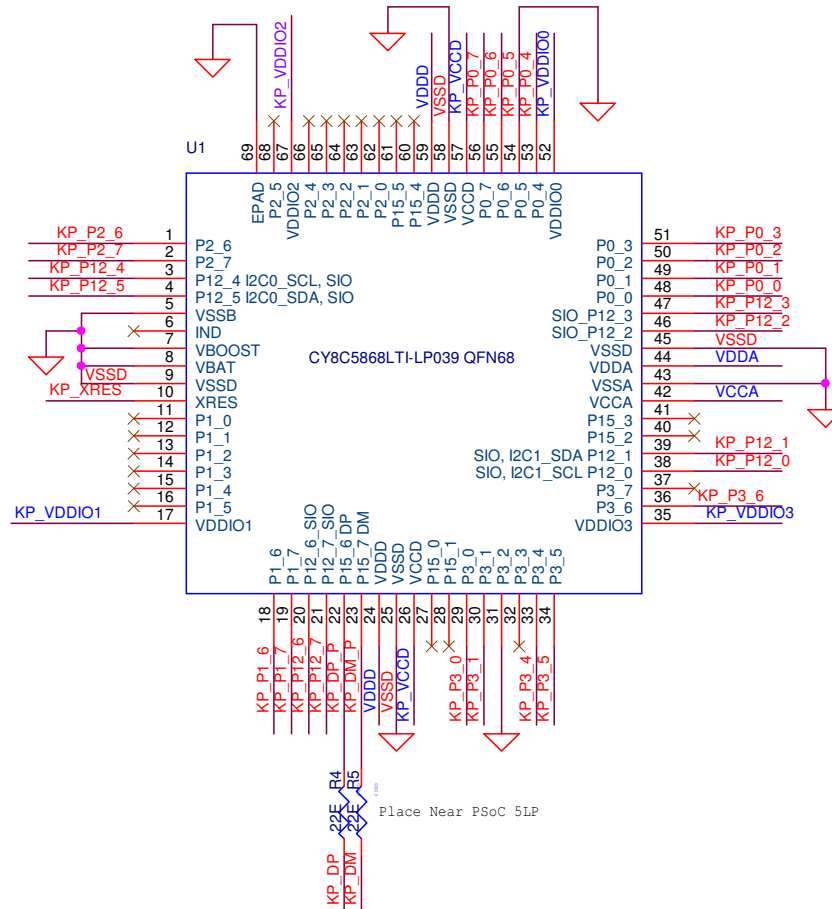 KP_VDDIO2
VDDD
VSSD
KP_VCCD
KP_P0_7
KP_P0_6
KP_P0_5
KP_P0_4
KP_VDDIO0
U1
69
68
67
66
65
64
63
62
61
60
59
58
57
56
55
54
53
52
EPAD
P2_5
VDDIO2
P2_4
P2_3
P2_2
P2_1
P2_0
P15_5
P15_4
VDDD
VSSD
VCCD
P0_7
P0_6
P0_5
P0_4
VDDIO0
KP_P2_6 1 P2_6
KP_P2_7 2 P2_7
KP_P12_4 3 P12_4 I2C0_SCL, SIO
KP_P12_5 4 P12_5 I2C0_SDA, SIO
5 VSSB
6 IND
7 VBOOST
8 VBAT
VSSD 9 VSSD
KP_XRES 10 XRES
11 P1_0
12 P1_1
13 P1_2
14 P1_3
15 P1_4
16 P1_5
KP_VDDIO1 17 VDDIO1
CY8C5868LTI-LP039 QFN68
P0_3 51 KP_P0_3
P0_2 50 KP_P0_2
P0_1 49 KP_P0_1
P0_0 48 KP_P0_0
SIO_P12_3 47 KP_P12_3
SIO_P12_2 46 KP_P12_2
VSSD 45 VSSD
VDDA 44 VDDA
VSSA 43
VCCA 42 VCCA
P15_3 41
P15_2 40
SIO, I2C1_SDA P12_1 39 KP_P12_1
SIO, I2C1_SCL P12_0 38 KP_P12_0
P3_7 37
P3_6 36 KP_P3_6
VDDIO3 35 KP_VDDIO3
P1_6
P1_7
P12_6_SIO
P12_7_SIO
P15_6 DP
P15_7 DM
VDDD
VSSD
VCCD
P15_0
P15_1
P3_0
P3_1
P3_2
P3_3
P3_4
P3_5
18
19
20
21
22
23
24
25
26
27
28
29
30
31
32
33
34
KP_P1_6
KP_P1_7
KP_P12_6
KP_P12_7
KP_DP_P
KP_DM_P
VDDD
VSSD
KP_VCCD
KP_P3_0
KP_P3_1
KP_P3_4
KP_P3_5
R4
R5
22E
22E
Place Near PSoC 5LP
KP_DP
KP_DM